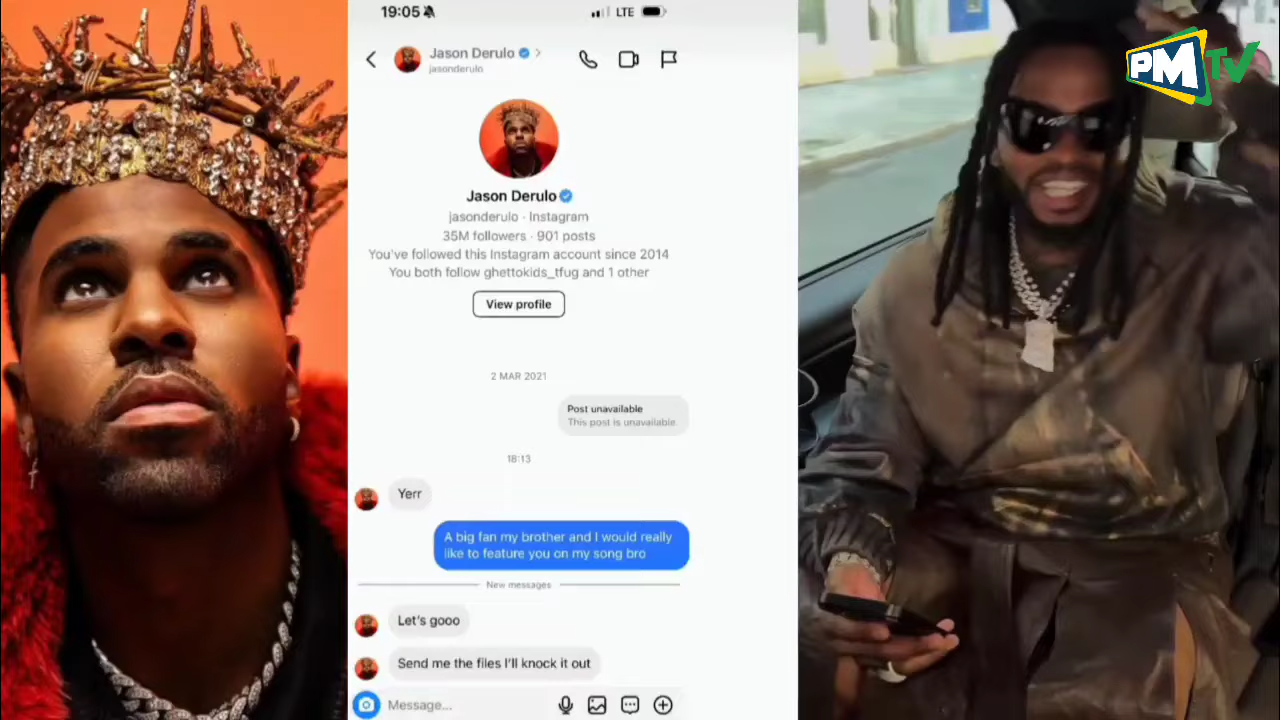 19:05
LTE
Jason Derulo
jasonderulo
Jason Derulo
jasonderulo · Instagram
35M followers · 901 posts
You've followed this Instagram account since 2014
You both follow ghettokids_tfug and 1 other
View profile
2 MAR 2021
Post unavailable
This post is unavailable
18:13
Yerr
A big fan my brother and I would really
like to feature you on my song bro
New messages
Let's gooo
Send me the files I'll knock it out
Message...
PMTV